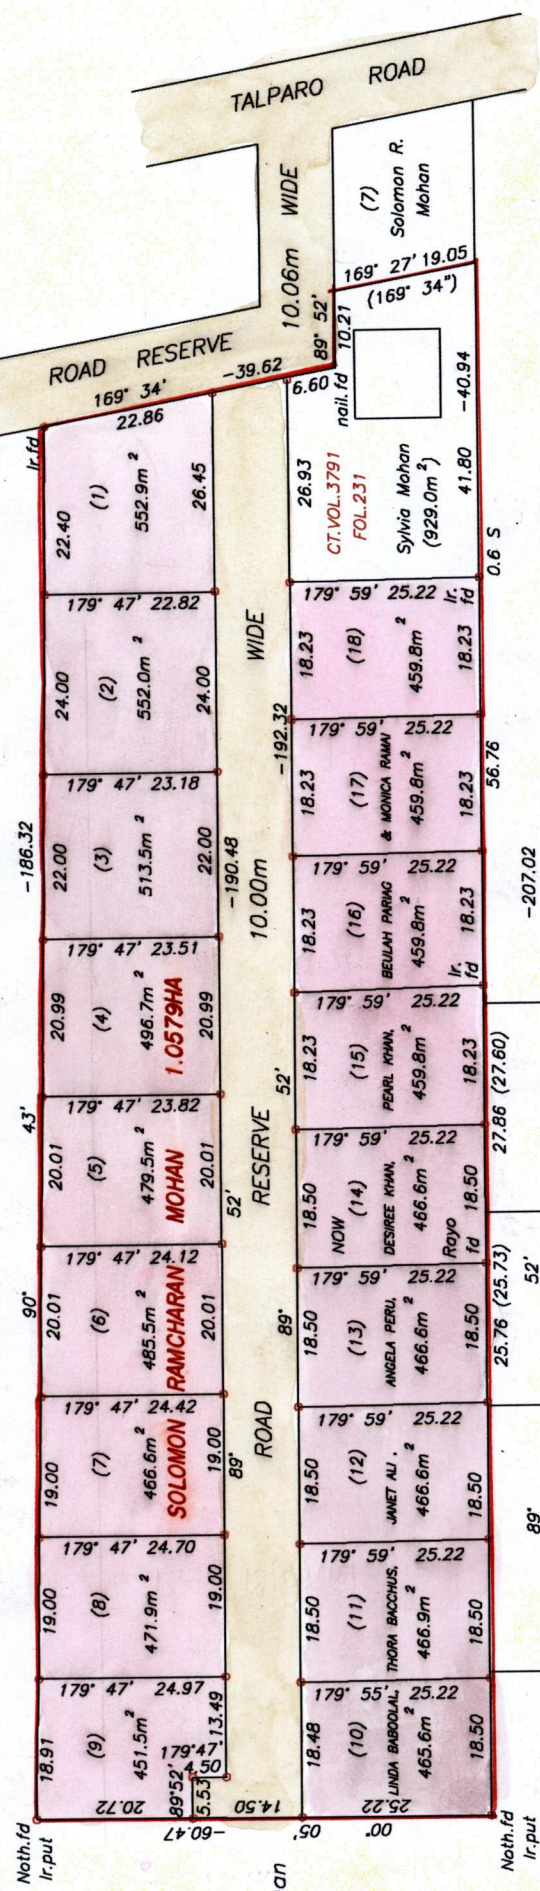 TALPARO ROAD
(7)
Solomon R.
Mohan
10.06m WIDE
169° 27' 19.05
(169° 34")
ROAD RESERVE
169° 34'
-39.62
89° 52'
10.21
nail. fd
6.60
22.86
Ir.fd
22.40
(1)
552.9m²
26.45
26.93
CT.VOL.3791
FOL.231
Sylvia Mohan
(929.0m²)
41.80
-40.94
0.6 S
179° 47' 22.82
24.00
(2)
552.0m²
24.00
WIDE
179° 59' 25.22
Ir.
fd
18.23
(18)
459.8m²
18.23
-192.32
179° 47' 23.18
-186.32
22.00
(3)
513.5m²
22.00
-190.48
10.00m
179° 59' 25.22
18.23
(17)
& MONICA RAMAI
459.8m²
18.23
56.76
179° 59' 25.22
18.23
(16)
BEULAH PARIAG
459.8m²
18.23
Ir.
fd
-207.02
179° 47' 23.51
20.99
(4)
496.7m²
1.0579HA
20.99
179° 59' 25.22
18.23
(15)
PEARL KHAN,
459.8m²
18.23
27.86 (27.60)
52'
43'
179° 47' 23.82
20.01
(5)
479.5m²
MOHAN
20.01
52'
RESERVE
179° 59' 25.22
18.50
NOW
(14)
DESIREE KHAN,
466.6m²
18.50
Rayo
fd
90°
179° 47' 24.12
20.01
(6)
485.5m²
RAMCHARAN
20.01
89°
179° 59' 25.22
18.50
(13)
ANGELA PERU,
466.6m²
18.50
25.76 (25.73)
52'
179° 47' 24.42
19.00
(7)
466.6m²
SOLOMON
19.00
89°
ROAD
179° 59' 25.22
18.50
(12)
JANET ALI ,
466.6m²
18.50
89°
179° 47' 24.70
19.00
(8)
471.9m²
19.00
179° 59' 25.22
18.50
(11)
THORA BACCHUS,
466.9m²
18.50
179° 47' 24.97
18.91
(9)
451.5m²
13.49
179°47'
4.50
89°52'
5.53
20.72
14.50
-60.47
05'
00°
179° 55' 25.22
18.48
(10)
LINDA BABOOLAL,
465.6m²
18.50
25.22
Noth.fd
Ir.put
an
Noth.fd
Ir.put